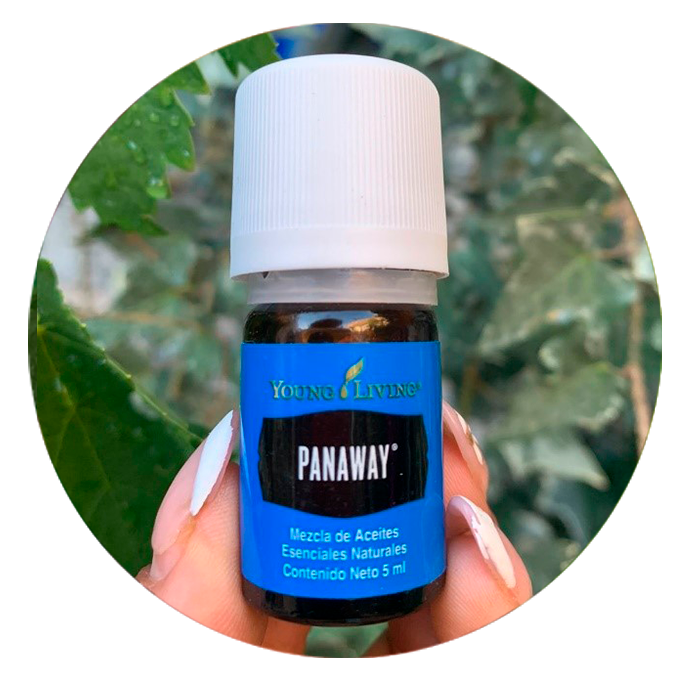 YOUNG LIVING®
PANAWAY®
Mezcla de Aceites
Esenciales Naturales
Contenido Neto 5 ml